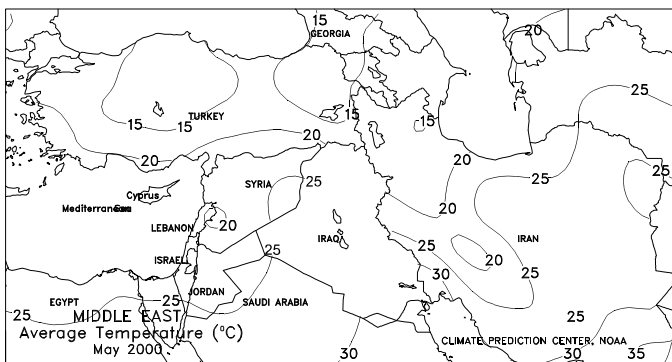 15
20
GEORGIA
20
25
TURKEY
15
15
15
-15
20
20
20
25
25
Cyprus
SYRIA
25
Mediterranean Sea
20
20
LEBANON
IRAQ
25
IRAN
ISRAEL
25
20
30
25
JORDAN
EGYPT
25
SAUDI ARABIA
25
MIDDLE EAST
25
Average Temperature (°C)
CLIMATE PREDICTION CENTER, NOAA
May 2000
30
30
35